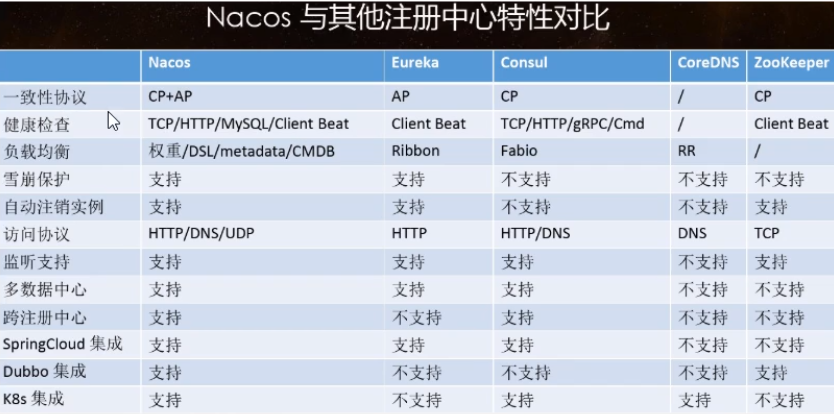 Nacos 与其他注册中心特性对比
Nacos Eureka Consul CoreDNS ZooKeeper
一致性协议 CP+AP AP CP / CP
健康检查 TCP/HTTP/MySQL/Client Beat Client Beat TCP/HTTP/gRPC/Cmd / Client Beat
负载均衡 权重/DSL/metadata/CMDB Ribbon Fabio RR /
雪崩保护 支持 支持 不支持 不支持 不支持
自动注销实例 支持 支持 不支持 不支持 支持
访问协议 HTTP/DNS/UDP HTTP HTTP/DNS DNS TCP
监听支持 支持 支持 支持 不支持 支持
多数据中心 支持 支持 支持 不支持 不支持
跨注册中心 支持 不支持 支持 不支持 不支持
SpringCloud 集成 支持 支持 支持 不支持 不支持
Dubbo 集成 支持 不支持 不支持 不支持 支持
K8s 集成 支持 不支持 支持 支持 不支持